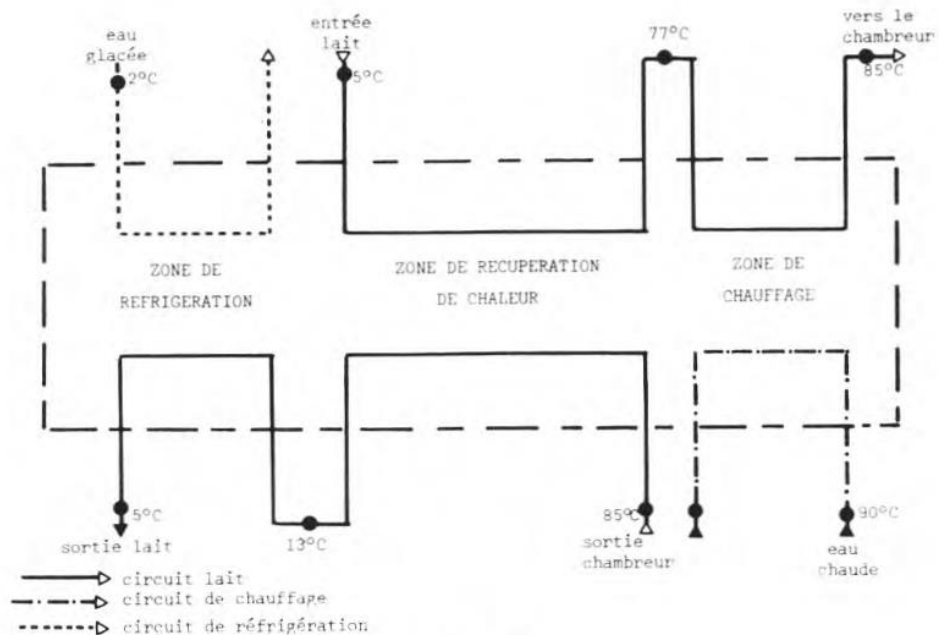 eau
glacée
2°C
entrée
lait
5°C
77°C
vers le
chambreur
85°C
ZONE DE
REFRIGERATION
ZONE DE RECUPERATION
DE CHALEUR
ZONE DE
CHAUFFAGE
5°C
sortie lait
13°C
85°C
sortie
chambreur
90°C
eau
chaude
circuit lait
circuit de chauffage
circuit de réfrigération